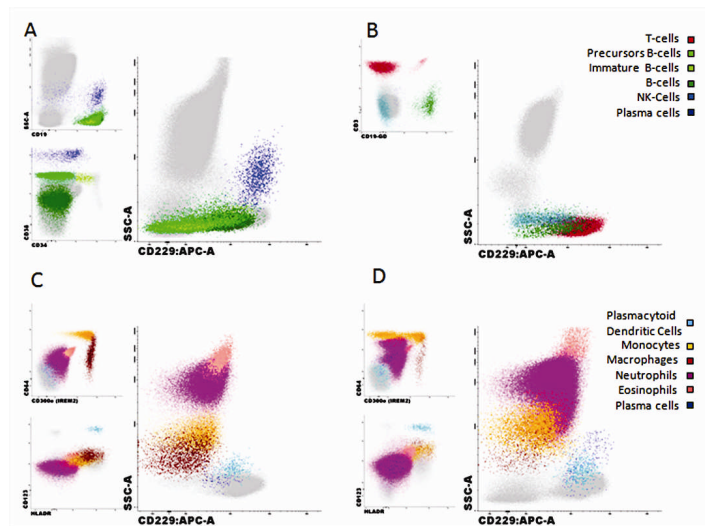 A
SSC-A
CD19
CD38
CD34
SSC-A
CD229:APC-A
B
CD3
CD19-GO
SSC-A
CD229:APC-A
T-cells
Precursors B-cells
Immature B-cells
B-cells
NK-Cells
Plasma cells
C
CD64
CD300e (IREM2)
CD123
HLADR
SSC-A
CD229:APC-A
D
CD64
CD300e (IREM2)
CD123
HLADR
SSC-A
CD229:APC-A
Plasmacytoid
Dendritic Cells
Monocytes
Macrophages
Neutrophils
Eosinophils
Plasma cells